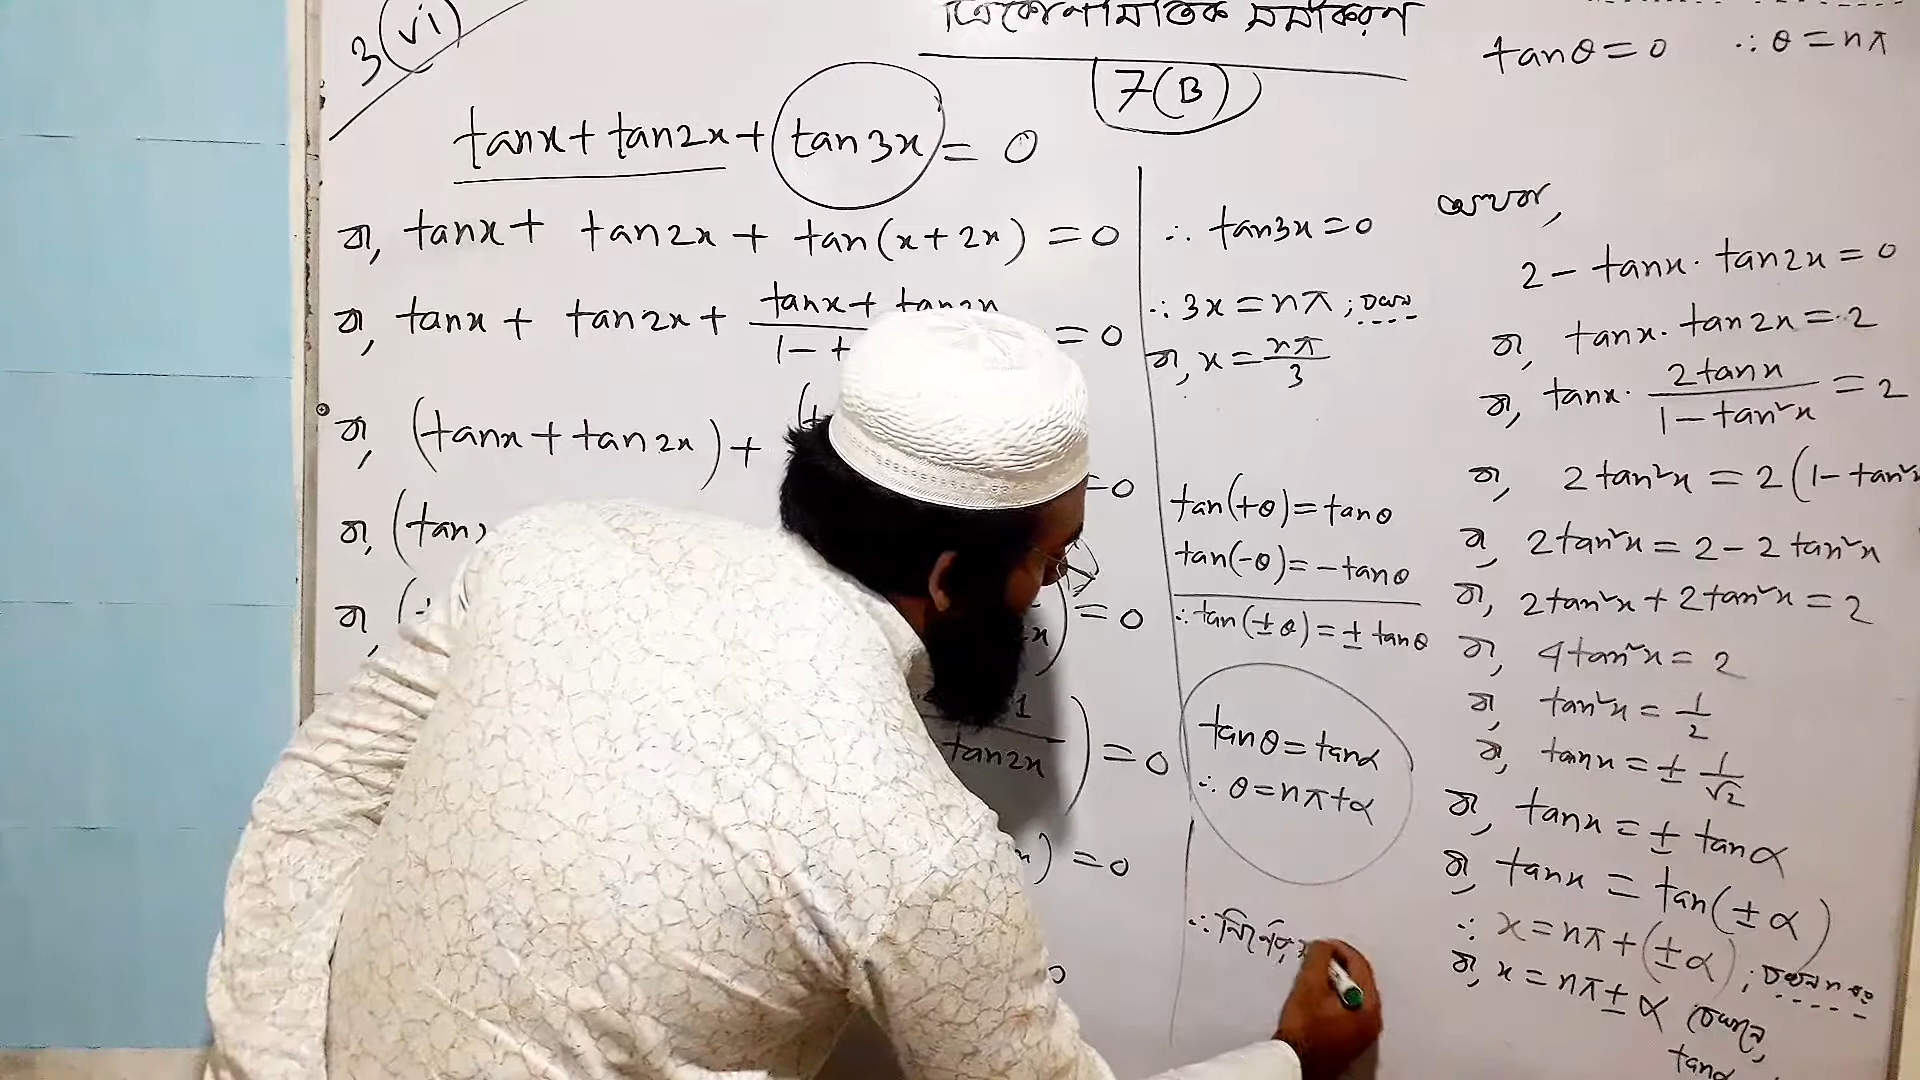 3(vi)
ত্রিকোণমিতিক সমীকরণ
7(B)
tanθ = 0 ∴ θ = nπ
tanx + tan2x + tan3x = 0
বা, tanx + tan2x + tan(x + 2x) = 0
বা, tanx + tan2x + (tanx + tan2x)/(1 - t = 0
বা, (tanx + tan2x) + (t = 0
বা, (tan
বা, ( x) = 0
1/tan2x) = 0
) = 0
0
∴ tan3x = 0
∴ 3x = nπ ; যেখানে
বা, x = nπ/3
tan(+θ) = tanθ
tan(-θ) = - tanθ
∴ tan(±θ) = ± tanθ
tanθ = tanα
∴ θ = nπ + α
∴ নির্ণেয়
অথবা,
2 - tanx · tan2x = 0
বা, tanx · tan2x = 2
বা, tanx · 2tanx/(1 - tan²x) = 2
বা, 2tan²x = 2(1 - tan²x
বা, 2tan²x = 2 - 2tan²x
বা, 2tan²x + 2tan²x = 2
বা, 4tan²x = 2
বা, tan²x = 1/2
বা, tanx = ± 1/√2
বা, tanx = ± tanα
বা, tanx = tan(±α)
∴ x = nπ + (±α) ; যেখানে n
বা, x = nπ ± α যেখানে,
tanα